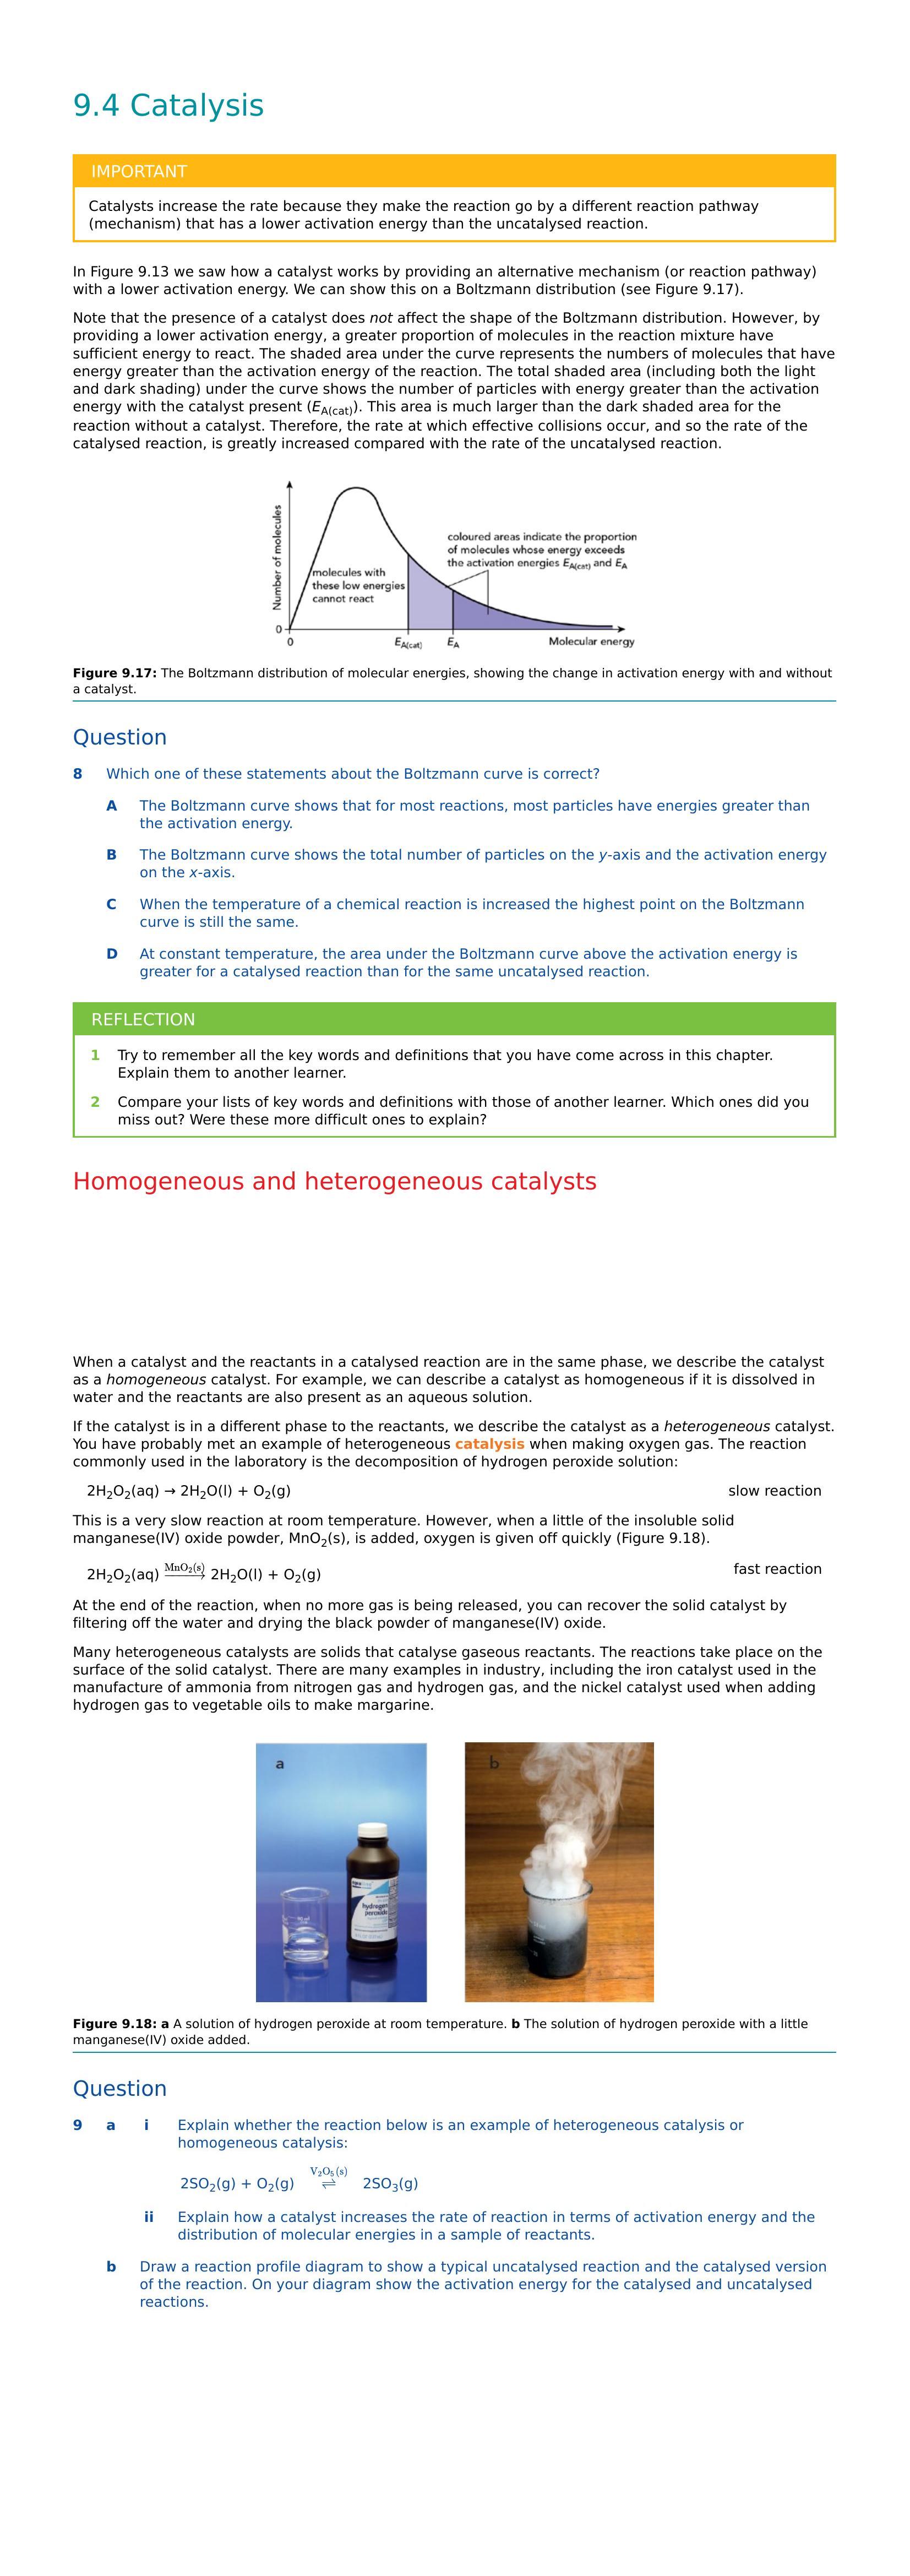 9.4 Catalysis
IMPORTANT
Catalysts increase the rate because they make the reaction go by a different reaction pathway
(mechanism) that has a lower activation energy than the uncatalysed reaction.
In Figure 9.13 we saw how a catalyst works by providing an alternative mechanism (or reaction pathway)
with a lower activation energy. We can show this on a Boltzmann distribution (see Figure 9.17).
Note that the presence of a catalyst does not affect the shape of the Boltzmann distribution. However, by
providing a lower activation energy, a greater proportion of molecules in the reaction mixture have
sufficient energy to react. The shaded area under the curve represents the numbers of molecules that have
energy greater than the activation energy of the reaction. The total shaded area (including both the light
and dark shading) under the curve shows the number of particles with energy greater than the activation
energy with the catalyst present (E_A(cat)). This area is much larger than the dark shaded area for the
reaction without a catalyst. Therefore, the rate at which effective collisions occur, and so the rate of the
catalysed reaction, is greatly increased compared with the rate of the uncatalysed reaction.
Number of molecules
coloured areas indicate the proportion
of molecules whose energy exceeds
the activation energies E_A(cat) and E_A
molecules with
these low energies
cannot react
0
0 E_A(cat) E_A Molecular energy
Figure 9.17: The Boltzmann distribution of molecular energies, showing the change in activation energy with and without
a catalyst.
Question
8 Which one of these statements about the Boltzmann curve is correct?
A The Boltzmann curve shows that for most reactions, most particles have energies greater than
the activation energy.
B The Boltzmann curve shows the total number of particles on the y-axis and the activation energy
on the x-axis.
C When the temperature of a chemical reaction is increased the highest point on the Boltzmann
curve is still the same.
D At constant temperature, the area under the Boltzmann curve above the activation energy is
greater for a catalysed reaction than for the same uncatalysed reaction.
REFLECTION
1 Try to remember all the key words and definitions that you have come across in this chapter.
Explain them to another learner.
2 Compare your lists of key words and definitions with those of another learner. Which ones did you
miss out? Were these more difficult ones to explain?
Homogeneous and heterogeneous catalysts
When a catalyst and the reactants in a catalysed reaction are in the same phase, we describe the catalyst
as a homogeneous catalyst. For example, we can describe a catalyst as homogeneous if it is dissolved in
water and the reactants are also present as an aqueous solution.
If the catalyst is in a different phase to the reactants, we describe the catalyst as a heterogeneous catalyst.
You have probably met an example of heterogeneous catalysis when making oxygen gas. The reaction
commonly used in the laboratory is the decomposition of hydrogen peroxide solution:
2H₂O₂(aq) → 2H₂O(l) + O₂(g) slow reaction
This is a very slow reaction at room temperature. However, when a little of the insoluble solid
manganese(IV) oxide powder, MnO₂(s), is added, oxygen is given off quickly (Figure 9.18).
MnO₂(s)
2H₂O₂(aq) → 2H₂O(l) + O₂(g) fast reaction
At the end of the reaction, when no more gas is being released, you can recover the solid catalyst by
filtering off the water and drying the black powder of manganese(IV) oxide.
Many heterogeneous catalysts are solids that catalyse gaseous reactants. The reactions take place on the
surface of the solid catalyst. There are many examples in industry, including the iron catalyst used in the
manufacture of ammonia from nitrogen gas and hydrogen gas, and the nickel catalyst used when adding
hydrogen gas to vegetable oils to make margarine.
a b
hydrogen
peroxide
Figure 9.18: a A solution of hydrogen peroxide at room temperature. b The solution of hydrogen peroxide with a little
manganese(IV) oxide added.
Question
9 a i Explain whether the reaction below is an example of heterogeneous catalysis or
homogeneous catalysis:
V₂O₅(s)
2SO₂(g) + O₂(g) ⇌ 2SO₃(g)
ii Explain how a catalyst increases the rate of reaction in terms of activation energy and the
distribution of molecular energies in a sample of reactants.
b Draw a reaction profile diagram to show a typical uncatalysed reaction and the catalysed version
of the reaction. On your diagram show the activation energy for the catalysed and uncatalysed
reactions.